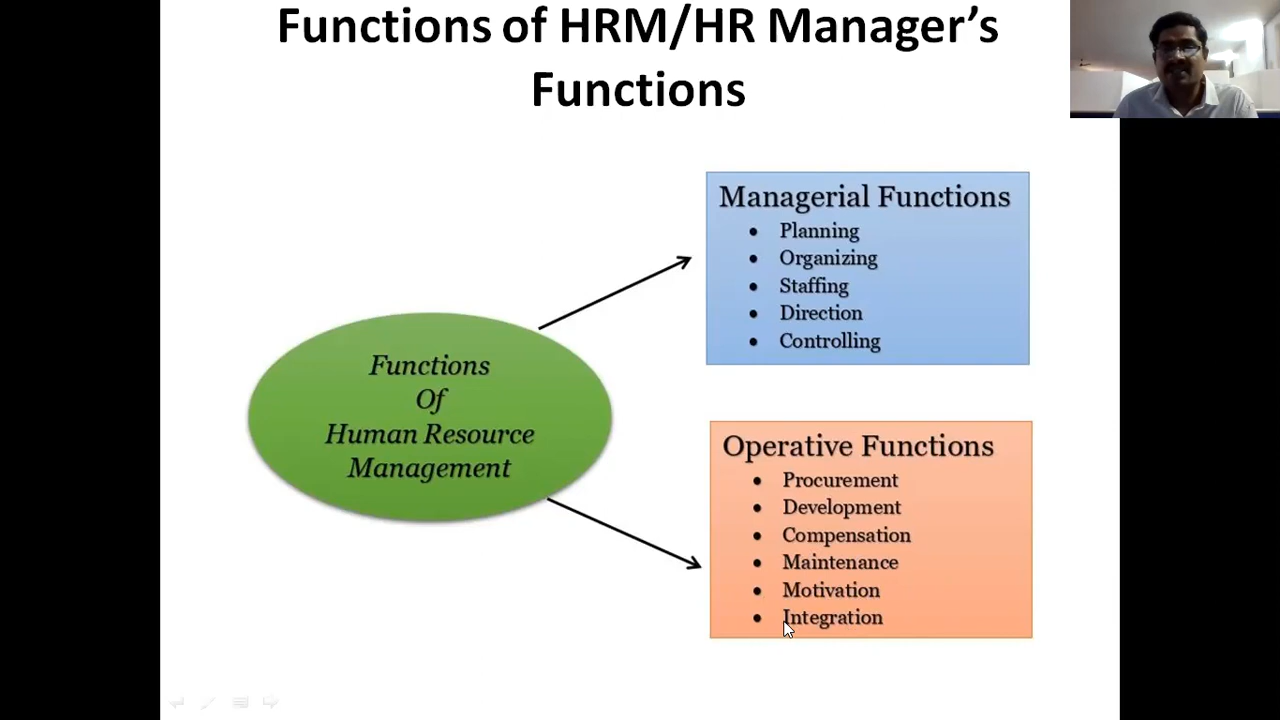 Functions of HRM/HR Manager’s
Functions
Functions
Of
Human Resource
Management
Managerial Functions
• Planning
• Organizing
• Staffing
• Direction
• Controlling
Operative Functions
• Procurement
• Development
• Compensation
• Maintenance
• Motivation
• Integration